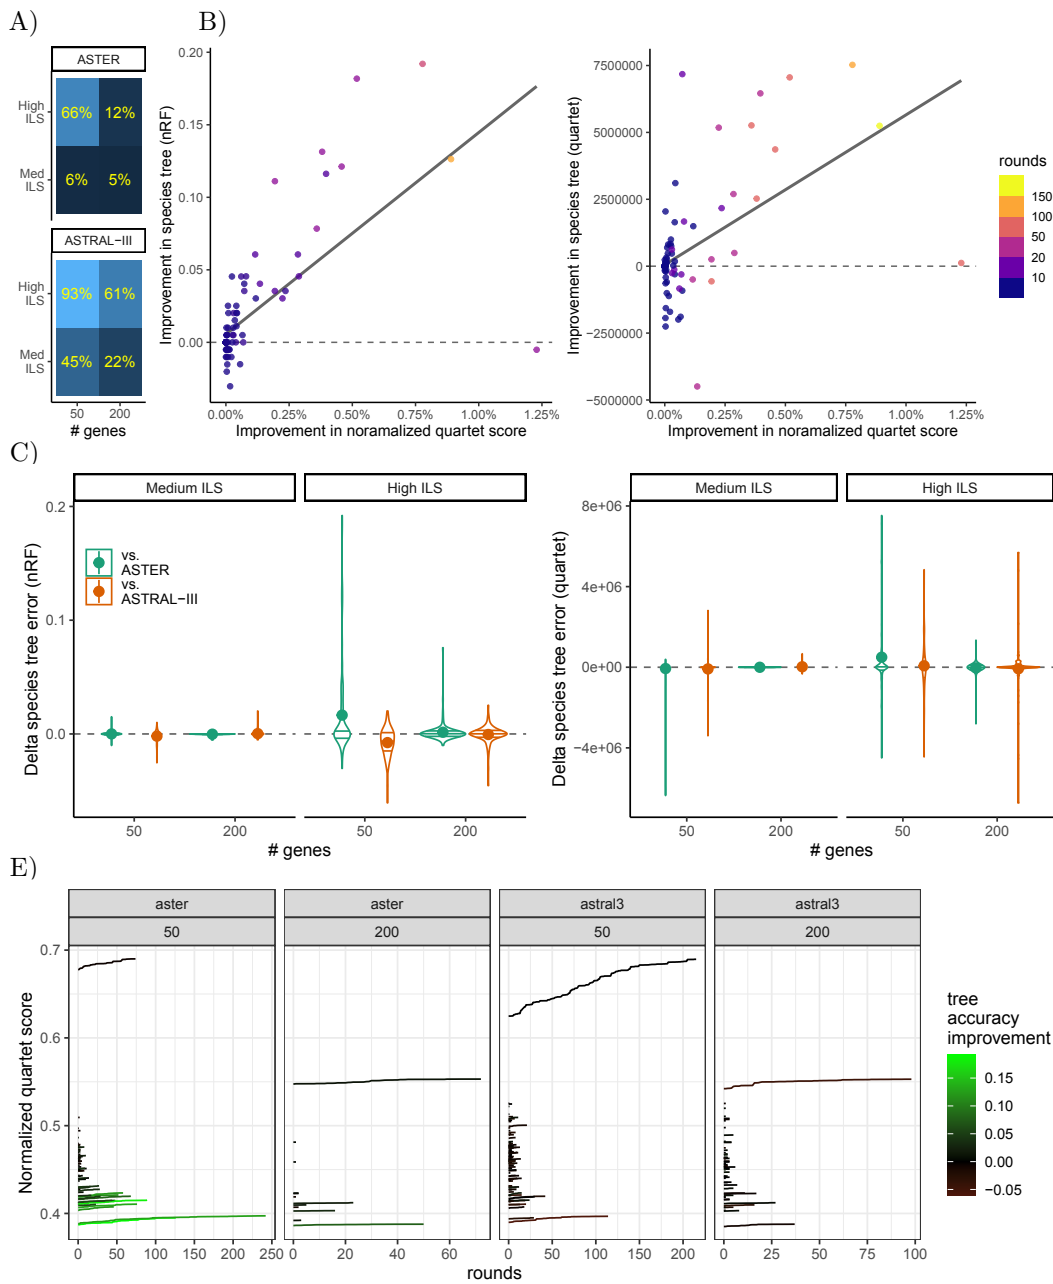 A)
B)
ASTER
High ILS
66%
12%
Med ILS
6%
5%
ASTRAL−III
High ILS
93%
61%
Med ILS
45%
22%
50
200
# genes
Improvement in species tree (nRF)
0.20
0.15
0.10
0.05
0.00
0.00%
0.25%
0.50%
0.75%
1.00%
1.25%
Improvement in noramalized quartet score
Improvement in species tree (quartet)
7500000
5000000
2500000
0
−2500000
−5000000
0.00%
0.25%
0.50%
0.75%
1.00%
1.25%
Improvement in noramalized quartet score
rounds
150
100
50
20
10
C)
Medium ILS
High ILS
Delta species tree error (nRF)
0.2
0.1
0.0
vs.
ASTER
vs.
ASTRAL−III
50
200
50
200
# genes
Medium ILS
High ILS
Delta species tree error (quartet)
8e+06
4e+06
0e+00
−4e+06
50
200
50
200
# genes
E)
aster
aster
astral3
astral3
50
200
50
200
Normalized quartet score
0.7
0.6
0.5
0.4
0
50
100
150
200
250
0
20
40
60
0
50
100
150
200
0
25
50
75
100
rounds
tree
accuracy
improvement
0.15
0.10
0.05
0.00
−0.05